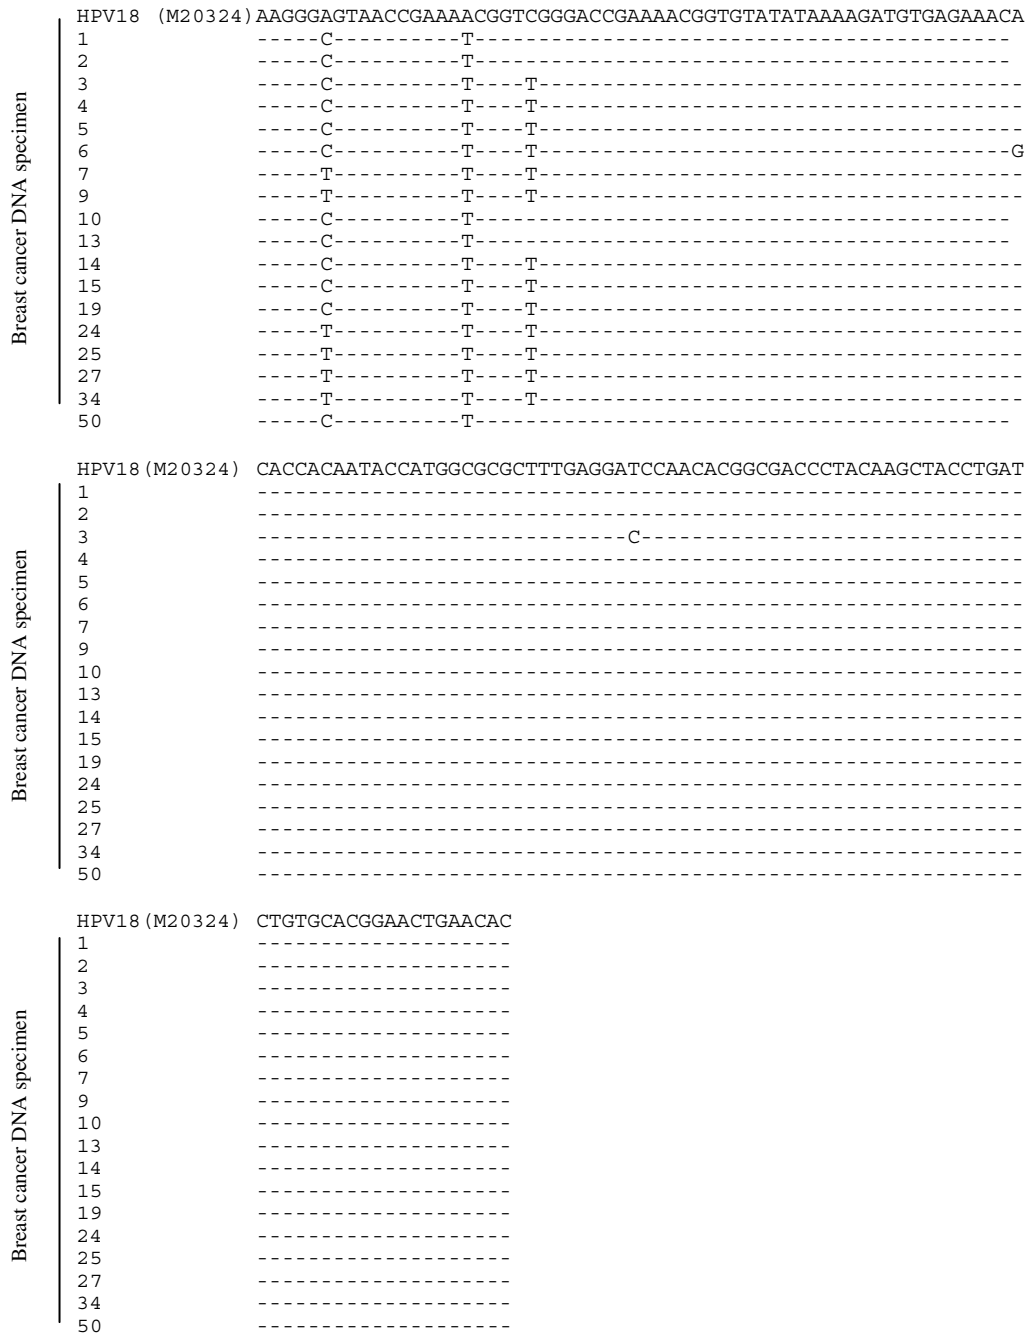 Breast cancer DNA specimen
HPV18 (M20324)AAGGGAGTAACCGAAAACGGTCGGGACCGAAAACGGTGTATATAAAAGATGTGAGAAACA
1 -----C----------T------------------------------------------
2 -----C----------T------------------------------------------
3 -----C----------T----T--------------------------------------
4 -----C----------T----T--------------------------------------
5 -----C----------T----T--------------------------------------
6 -----C----------T----T-------------------------------------G
7 -----T----------T----T--------------------------------------
9 -----T----------T----T--------------------------------------
10 -----C----------T------------------------------------------
13 -----C----------T------------------------------------------
14 -----C----------T----T--------------------------------------
15 -----C----------T----T--------------------------------------
19 -----C----------T----T--------------------------------------
24 -----T----------T----T--------------------------------------
25 -----T----------T----T--------------------------------------
27 -----T----------T----T--------------------------------------
34 -----T----------T----T--------------------------------------
50 -----C----------T------------------------------------------
Breast cancer DNA specimen
HPV18(M20324) CACCACAATACCATGGCGCGCTTTGAGGATCCAACACGGCGACCCTACAAGCTACCTGAT
1 ------------------------------------------------------------
2 ------------------------------------------------------------
3 -----------------------------C------------------------------
4 ------------------------------------------------------------
5 ------------------------------------------------------------
6 ------------------------------------------------------------
7 ------------------------------------------------------------
9 ------------------------------------------------------------
10 ------------------------------------------------------------
13 ------------------------------------------------------------
14 ------------------------------------------------------------
15 ------------------------------------------------------------
19 ------------------------------------------------------------
24 ------------------------------------------------------------
25 ------------------------------------------------------------
27 ------------------------------------------------------------
34 ------------------------------------------------------------
50 ------------------------------------------------------------
Breast cancer DNA specimen
HPV18(M20324) CTGTGCACGGAACTGAACAC
1 --------------------
2 --------------------
3 --------------------
4 --------------------
5 --------------------
6 --------------------
7 --------------------
9 --------------------
10 --------------------
13 --------------------
14 --------------------
15 --------------------
19 --------------------
24 --------------------
25 --------------------
27 --------------------
34 --------------------
50 --------------------